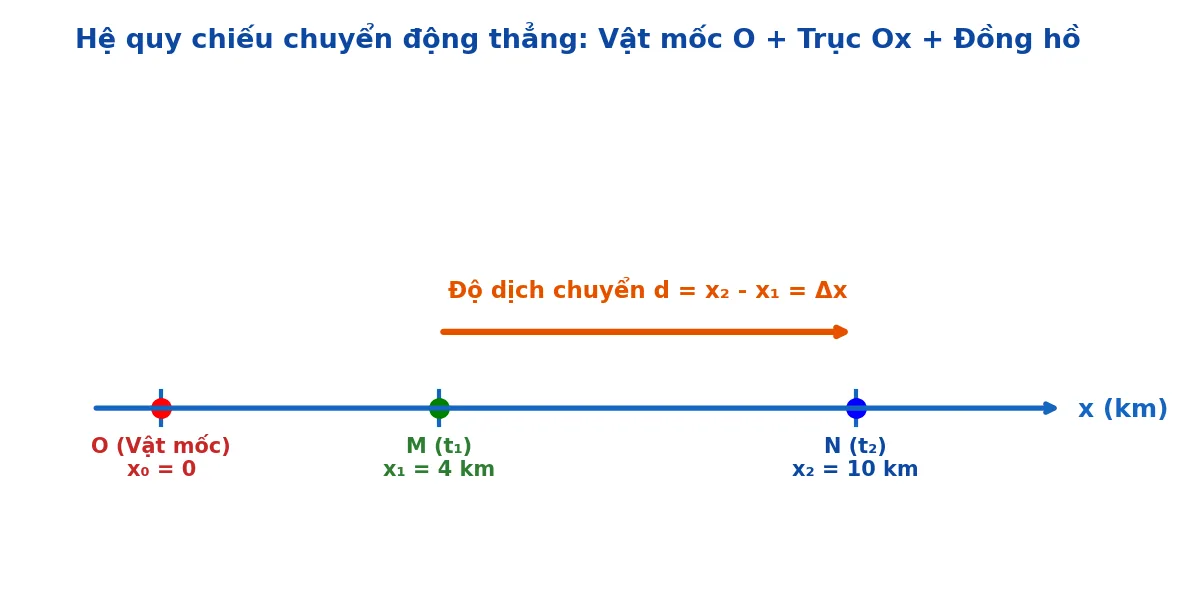 Hệ quy chiếu chuyển động thẳng: Vật mốc O + Trục Ox + Đồng hồ
Độ dịch chuyển d = x₂ - x₁ = Δx
x (km)
O (Vật mốc)
x₀ = 0
M (t₁)
x₁ = 4 km
N (t₂)
x₂ = 10 km